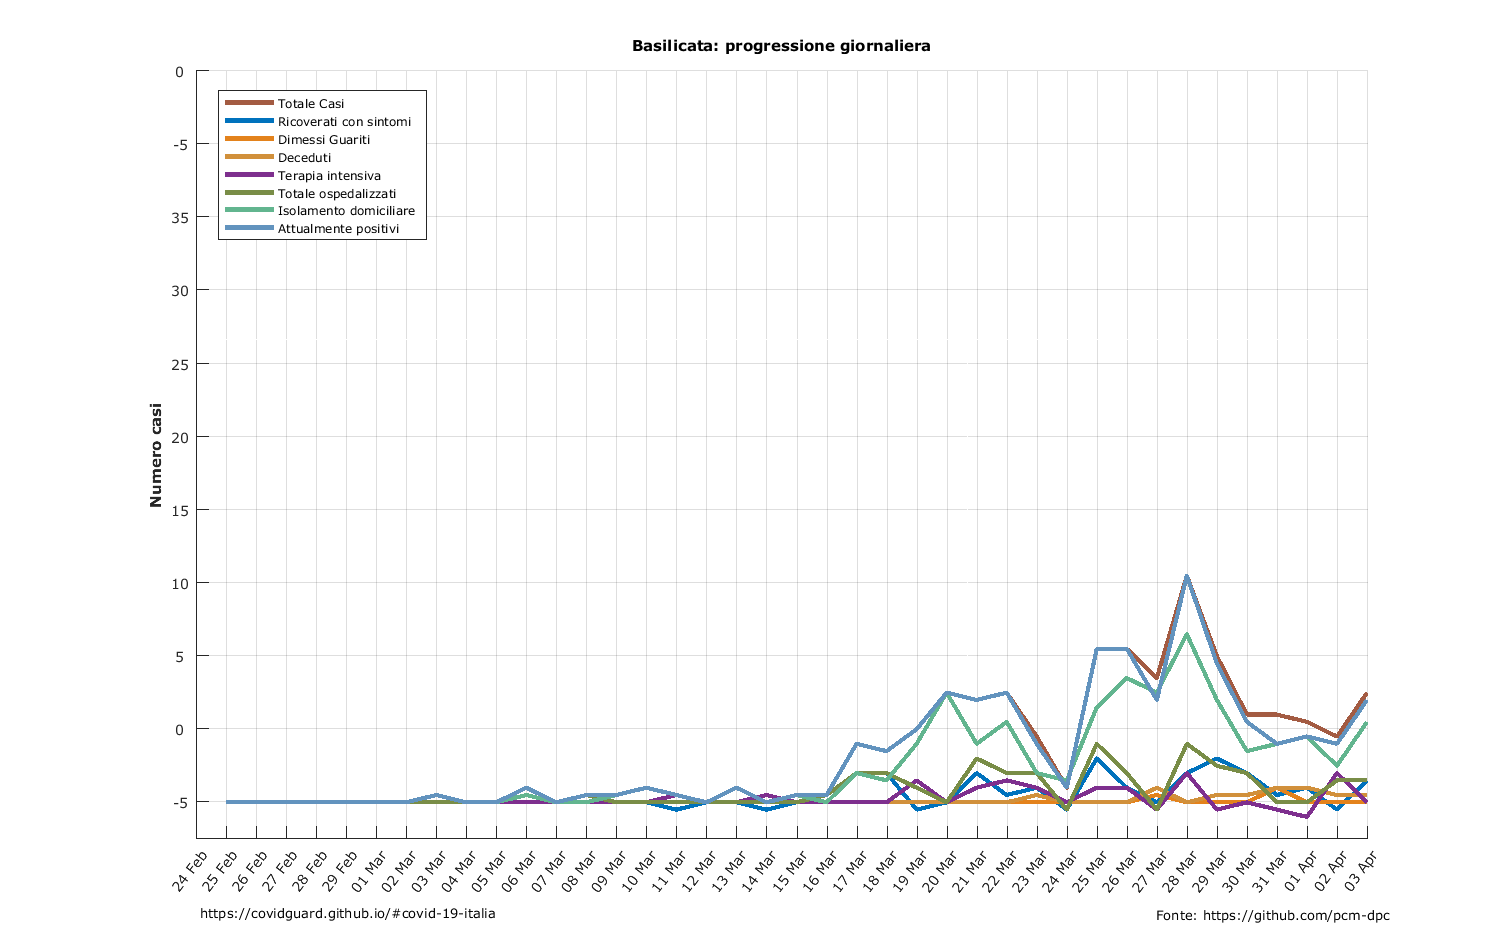 Basilicata: progressione giornaliera
0
-5
35
30
25
20
15
10
5
0
-5
Numero casi
Totale Casi
Ricoverati con sintomi
Dimessi Guariti
Deceduti
Terapia intensiva
Totale ospedalizzati
Isolamento domiciliare
Attualmente positivi
24 Feb
25 Feb
26 Feb
27 Feb
28 Feb
29 Feb
01 Mar
02 Mar
03 Mar
04 Mar
05 Mar
06 Mar
07 Mar
08 Mar
09 Mar
10 Mar
11 Mar
12 Mar
13 Mar
14 Mar
15 Mar
16 Mar
17 Mar
18 Mar
19 Mar
20 Mar
21 Mar
22 Mar
23 Mar
24 Mar
25 Mar
26 Mar
27 Mar
28 Mar
29 Mar
30 Mar
31 Mar
01 Apr
02 Apr
03 Apr
https://covidguard.github.io/#covid-19-italia
Fonte: https://github.com/pcm-dpc